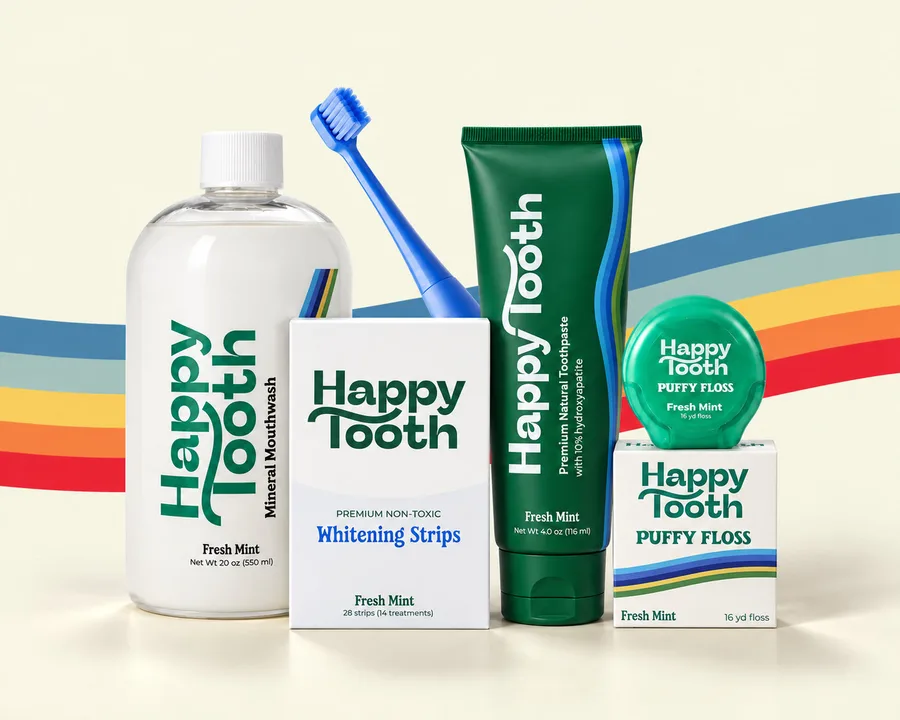 Happy
Tooth
Mineral Mouthwash
Fresh Mint
Net Wt 20 oz (550 ml)
Happy
Tooth
PREMIUM NON-TOXIC
Whitening Strips
Fresh Mint
28 strips (14 treatments)
Happy Tooth
Premium Natural Toothpaste
with 10% hydroxyapatite
Fresh Mint
Net Wt 4.0 oz (116 ml)
Happy
Tooth
PUFFY FLOSS
Fresh Mint
16 yd floss
Happy Tooth
Happy
Tooth
PUFFY FLOSS
Fresh Mint
16 yd floss